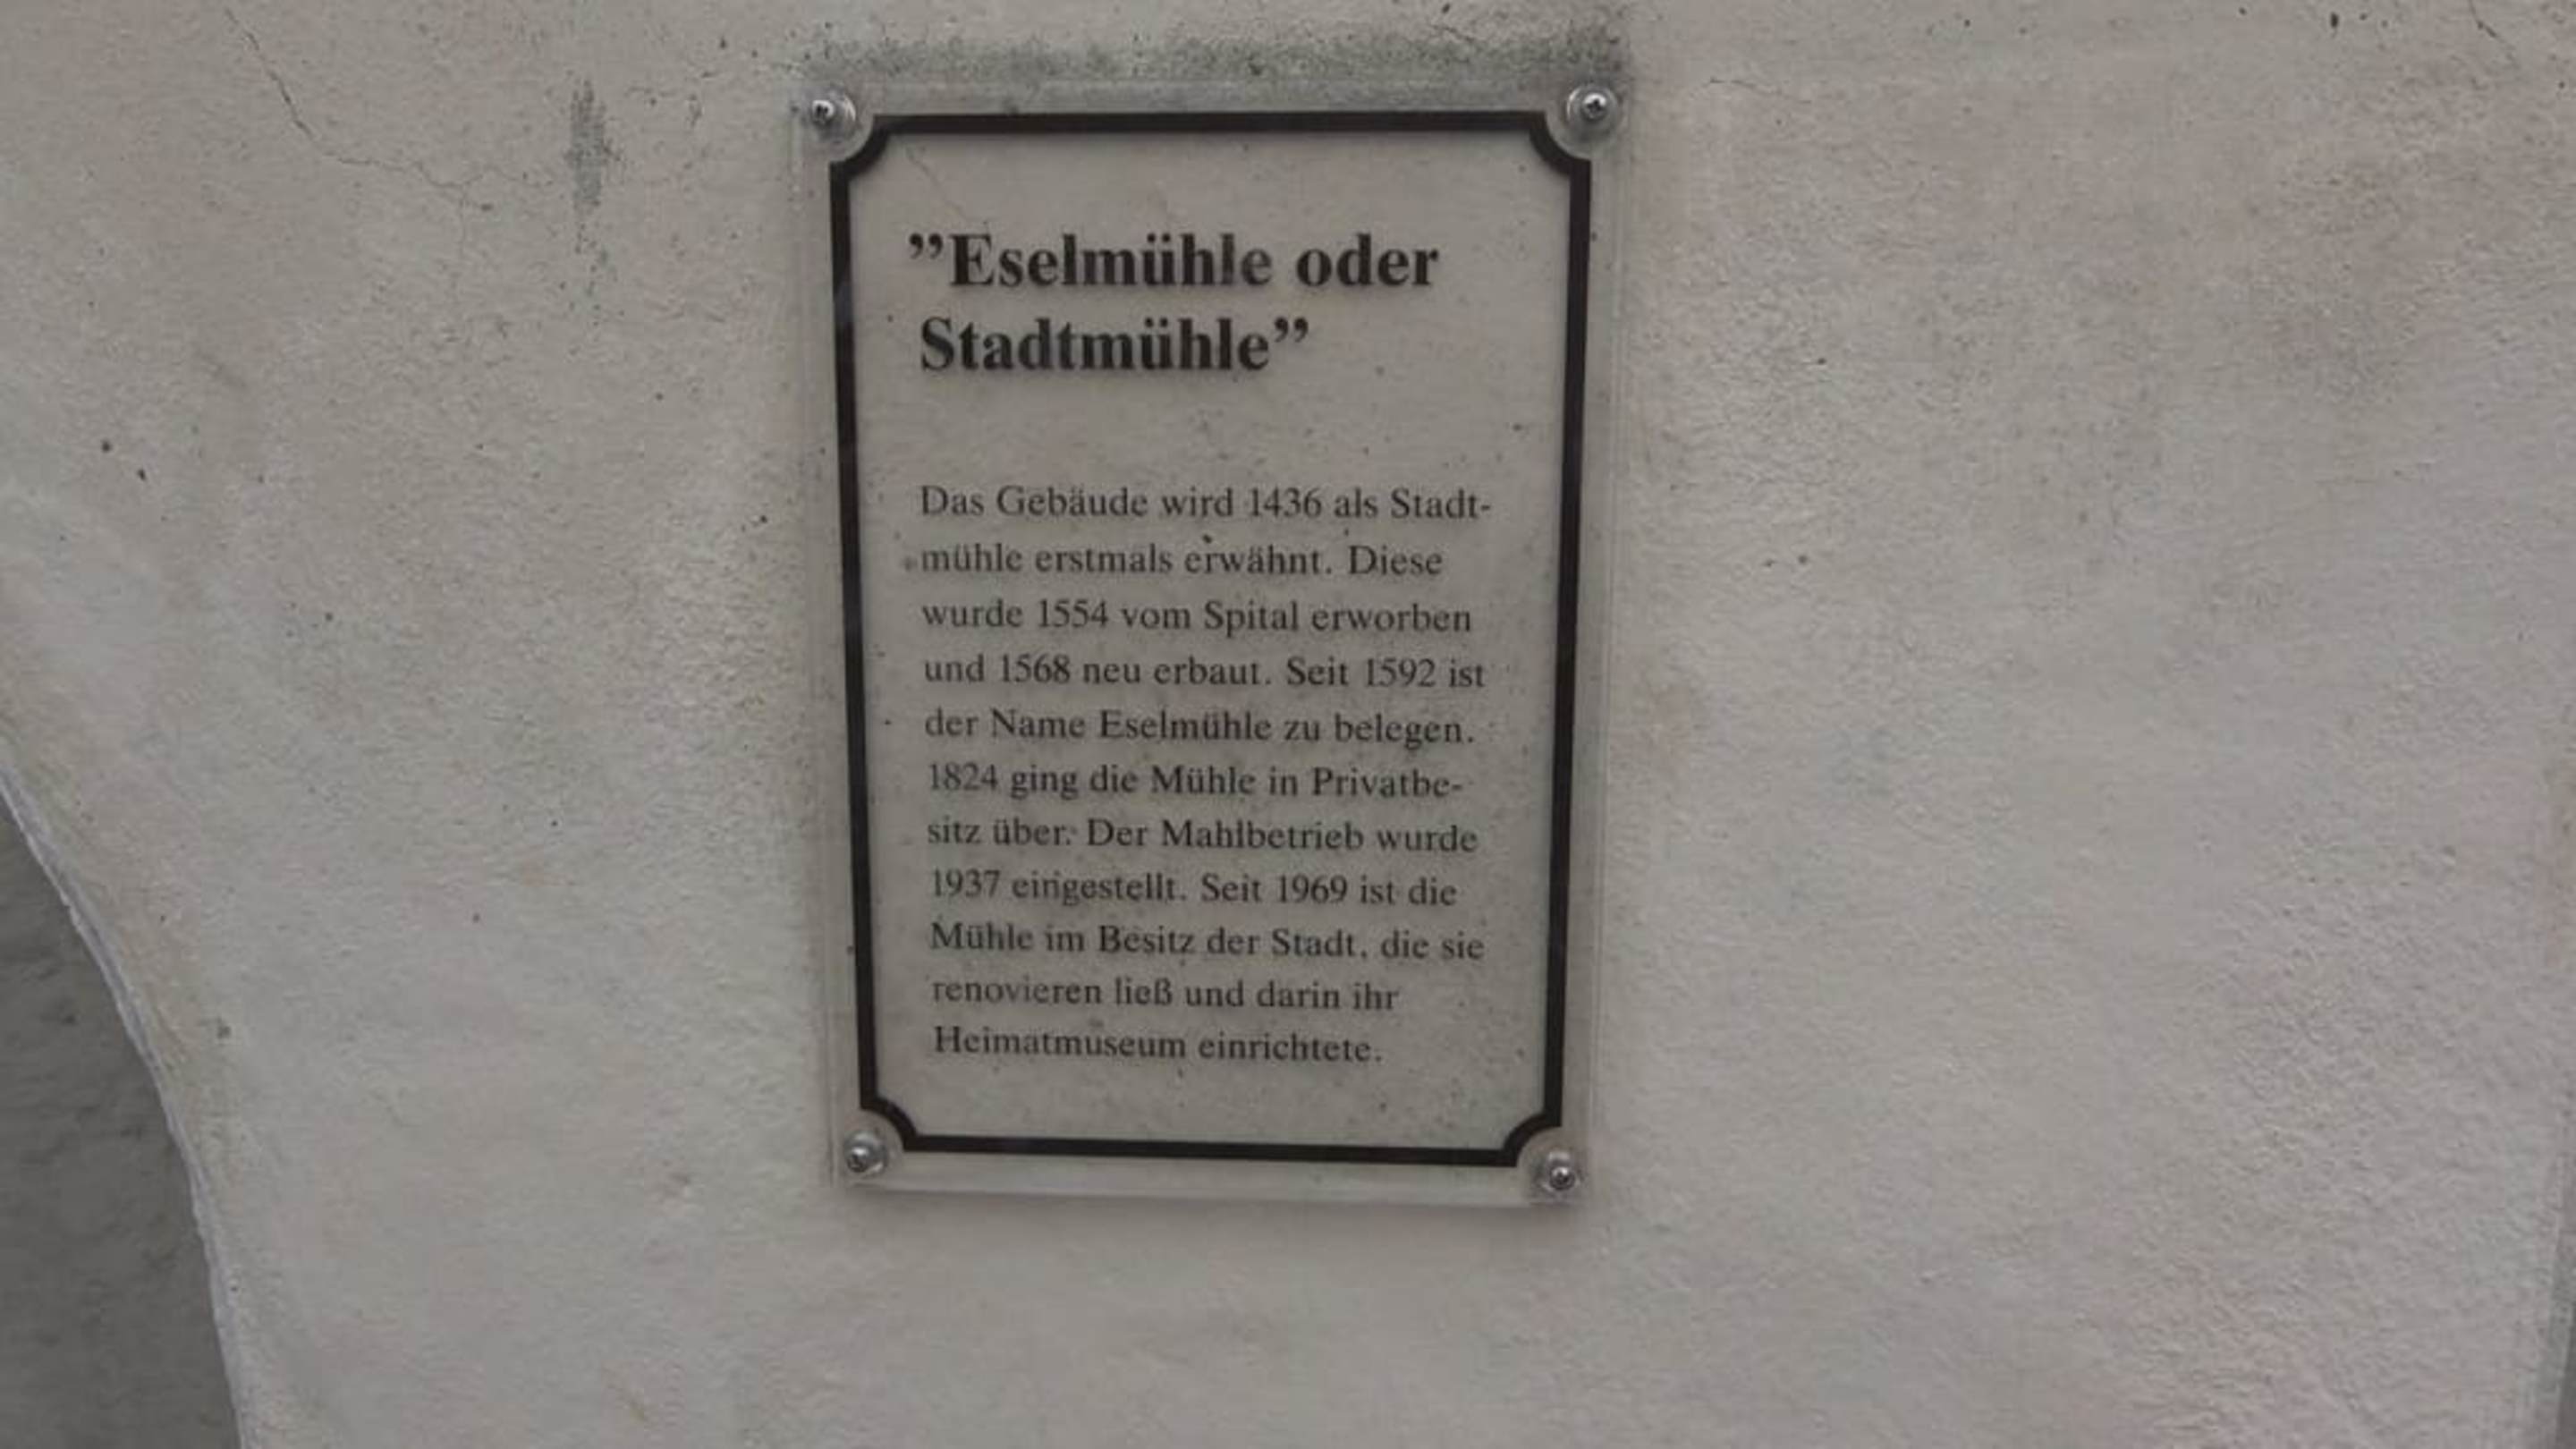 ”Eselmühle oder
Stadtmühle”
Das Gebäude wird 1436 als Stadt-
mühle erstmals erwähnt. Diese
wurde 1554 vom Spital erworben
und 1568 neu erbaut. Seit 1592 ist
der Name Eselmühle zu belegen.
1824 ging die Mühle in Privatbe-
sitz über. Der Mahlbetrieb wurde
1937 eingestellt. Seit 1969 ist die
Mühle im Besitz der Stadt, die sie
renovieren ließ und darin ihr
Heimatmuseum einrichtete.